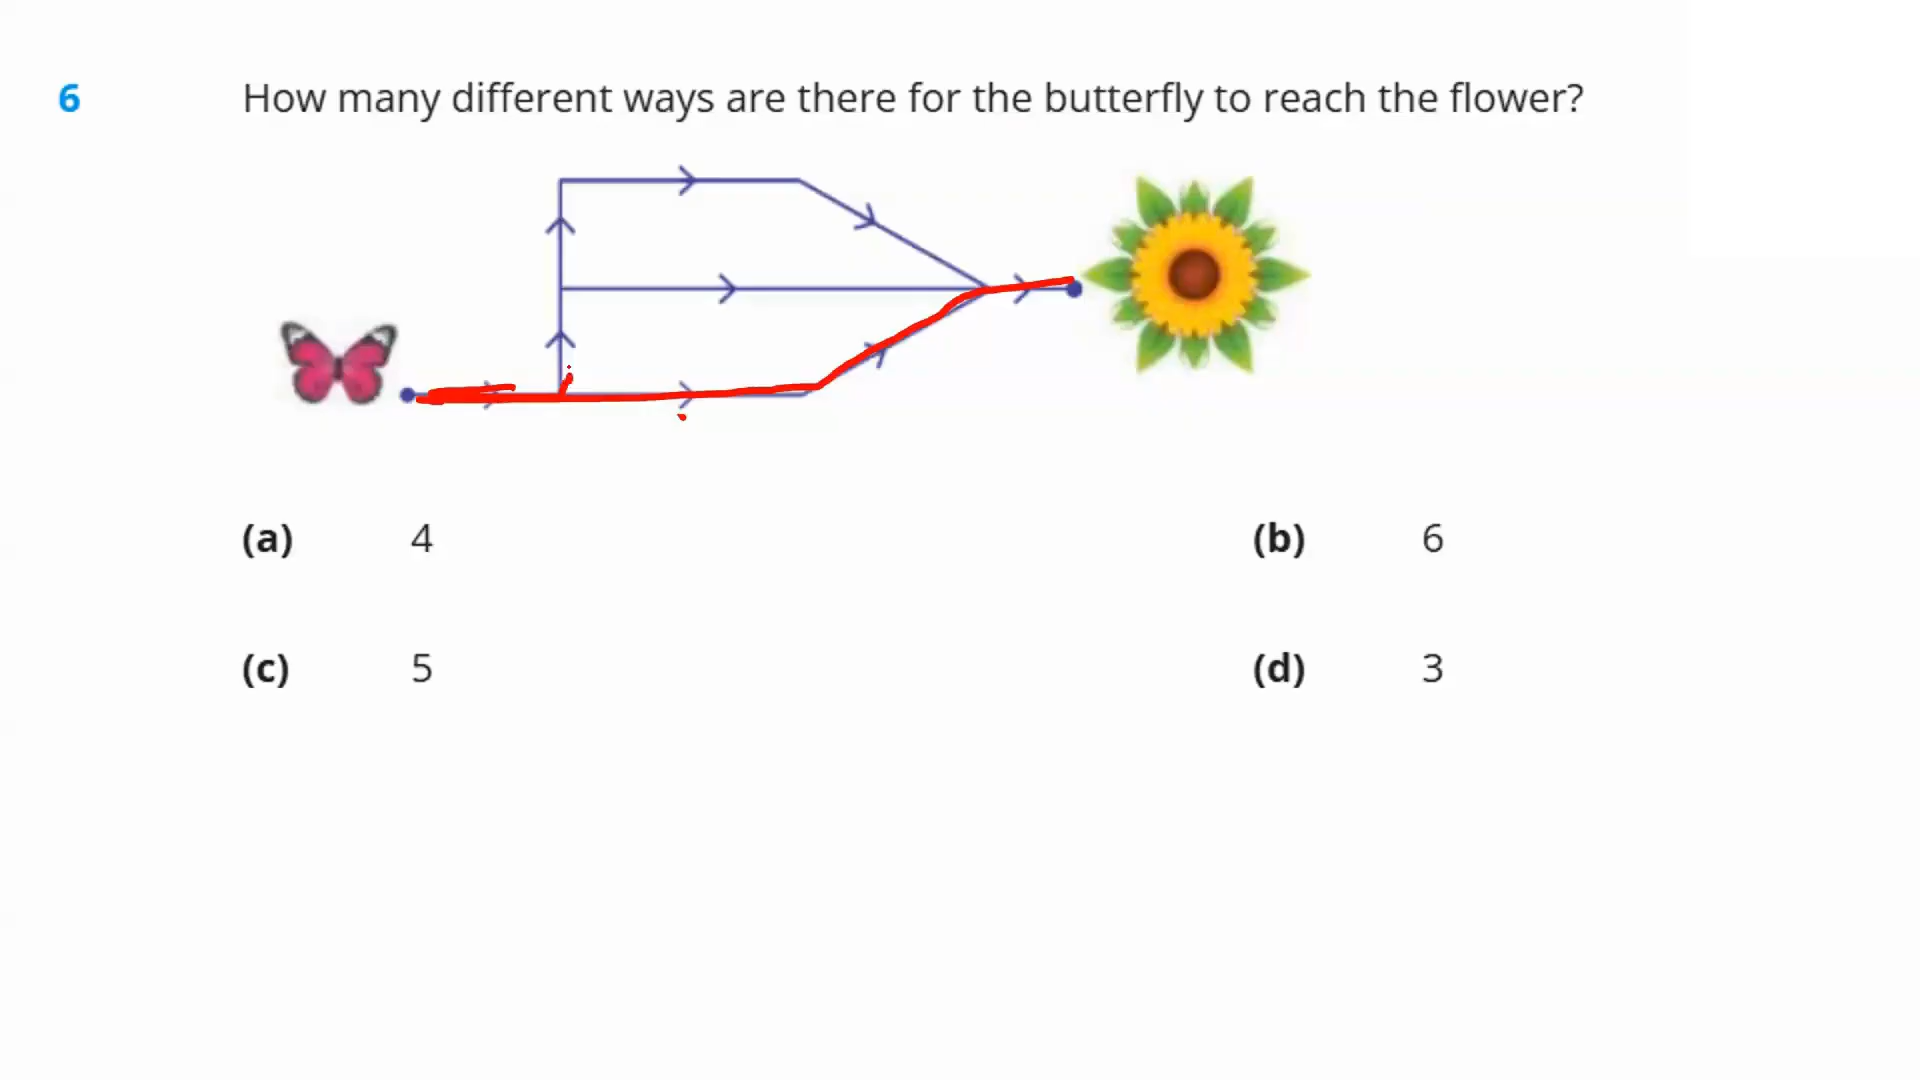 6 How many different ways are there for the butterfly to reach the flower?
(a) 4 (b) 6
(c) 5 (d) 3